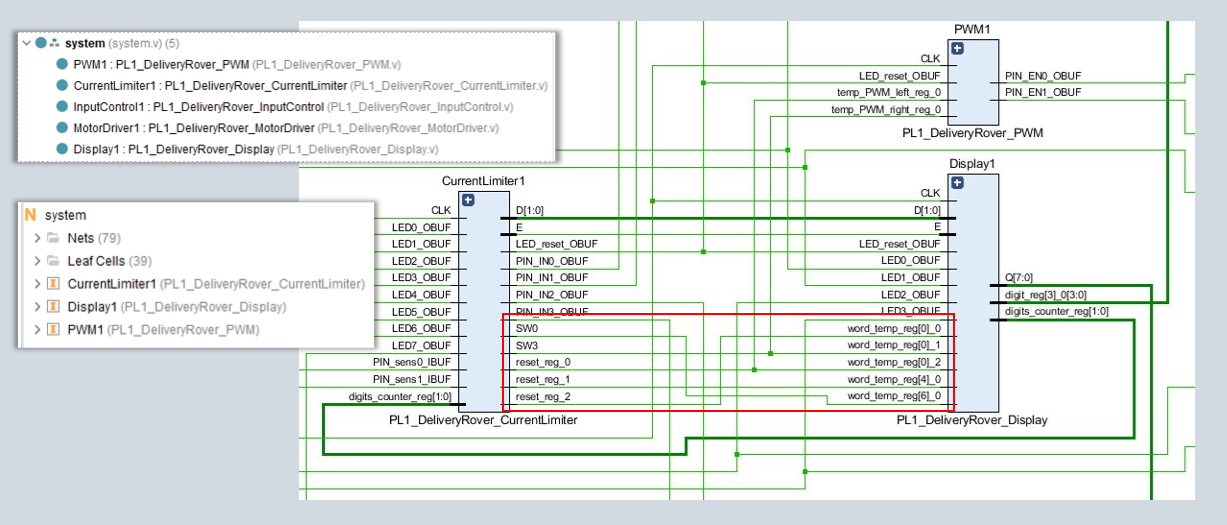 system (system.v) (5)
PWM1 : PL1_DeliveryRover_PWM (PL1_DeliveryRover_PWM.v)
CurrentLimiter1 : PL1_DeliveryRover_CurrentLimiter (PL1_DeliveryRover_CurrentLimiter.v)
InputControl1 : PL1_DeliveryRover_InputControl (PL1_DeliveryRover_InputControl.v)
MotorDriver1 : PL1_DeliveryRover_MotorDriver (PL1_DeliveryRover_MotorDriver.v)
Display1 : PL1_DeliveryRover_Display (PL1_DeliveryRover_Display.v)
N system
Nets (79)
Leaf Cells (39)
CurrentLimiter1 (PL1_DeliveryRover_CurrentLimiter)
Display1 (PL1_DeliveryRover_Display)
PWM1 (PL1_DeliveryRover_PWM)
PWM1
CLK
LED_reset_OBUF
temp_PWM_left_reg_0
temp_PWM_right_reg_0
PIN_EN0_OBUF
PIN_EN1_OBUF
PL1_DeliveryRover_PWM
CurrentLimiter1
CLK
LED0_OBUF
LED1_OBUF
LED2_OBUF
LED3_OBUF
LED4_OBUF
LED5_OBUF
LED6_OBUF
LED7_OBUF
PIN_sens0_IBUF
PIN_sens1_IBUF
digits_counter_reg[1:0]
D[1:0]
E
LED_reset_OBUF
PIN_IN0_OBUF
PIN_IN1_OBUF
PIN_IN2_OBUF
PIN_IN3_OBUF
SW0
SW3
reset_reg_0
reset_reg_1
reset_reg_2
PL1_DeliveryRover_CurrentLimiter
Display1
CLK
D[1:0]
E
LED_reset_OBUF
LED0_OBUF
LED1_OBUF
LED2_OBUF
LED3_OBUF
word_temp_reg[0]_0
word_temp_reg[0]_1
word_temp_reg[0]_2
word_temp_reg[4]_0
word_temp_reg[6]_0
Q[7:0]
digit_reg[3]_0[3:0]
digits_counter_reg[1:0]
PL1_DeliveryRover_Display